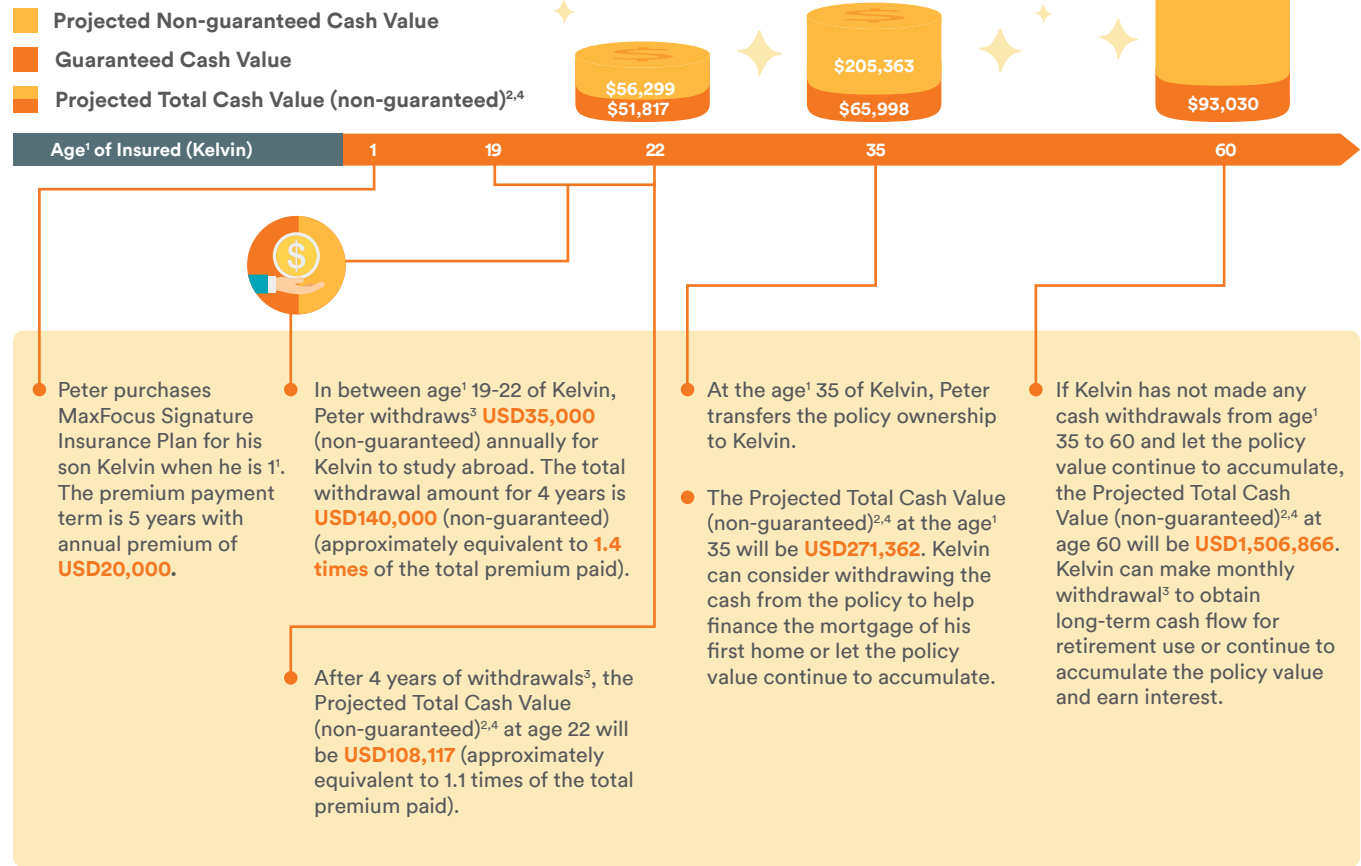 Projected Non-guaranteed Cash Value
Guaranteed Cash Value
Projected Total Cash Value (non-guaranteed)2,4
$
$56,299
$51,817
$
$205,363
$65,998
$93,030
Age1 of Insured (Kelvin)
1
19
22
35
60
$
Peter purchases
MaxFocus Signature
Insurance Plan for his
son Kelvin when he is 11.
The premium payment
term is 5 years with
annual premium of
USD20,000.
In between age1 19-22 of Kelvin,
Peter withdraws3 USD35,000
(non-guaranteed) annually for
Kelvin to study abroad. The total
withdrawal amount for 4 years is
USD140,000 (non-guaranteed)
(approximately equivalent to 1.4
times of the total premium paid).
After 4 years of withdrawals3, the
Projected Total Cash Value
(non-guaranteed)2,4 at age 22 will
be USD108,117 (approximately
equivalent to 1.1 times of the total
premium paid).
At the age1 35 of Kelvin, Peter
transfers the policy ownership
to Kelvin.
The Projected Total Cash Value
(non-guaranteed)2,4 at the age1
35 will be USD271,362. Kelvin
can consider withdrawing the
cash from the policy to help
finance the mortgage of his
first home or let the policy
value continue to accumulate.
If Kelvin has not made any
cash withdrawals from age1
35 to 60 and let the policy
value continue to accumulate,
the Projected Total Cash
Value (non-guaranteed)2,4 at
age 60 will be USD1,506,866.
Kelvin can make monthly
withdrawal3 to obtain
long-term cash flow for
retirement use or continue to
accumulate the policy value
and earn interest.